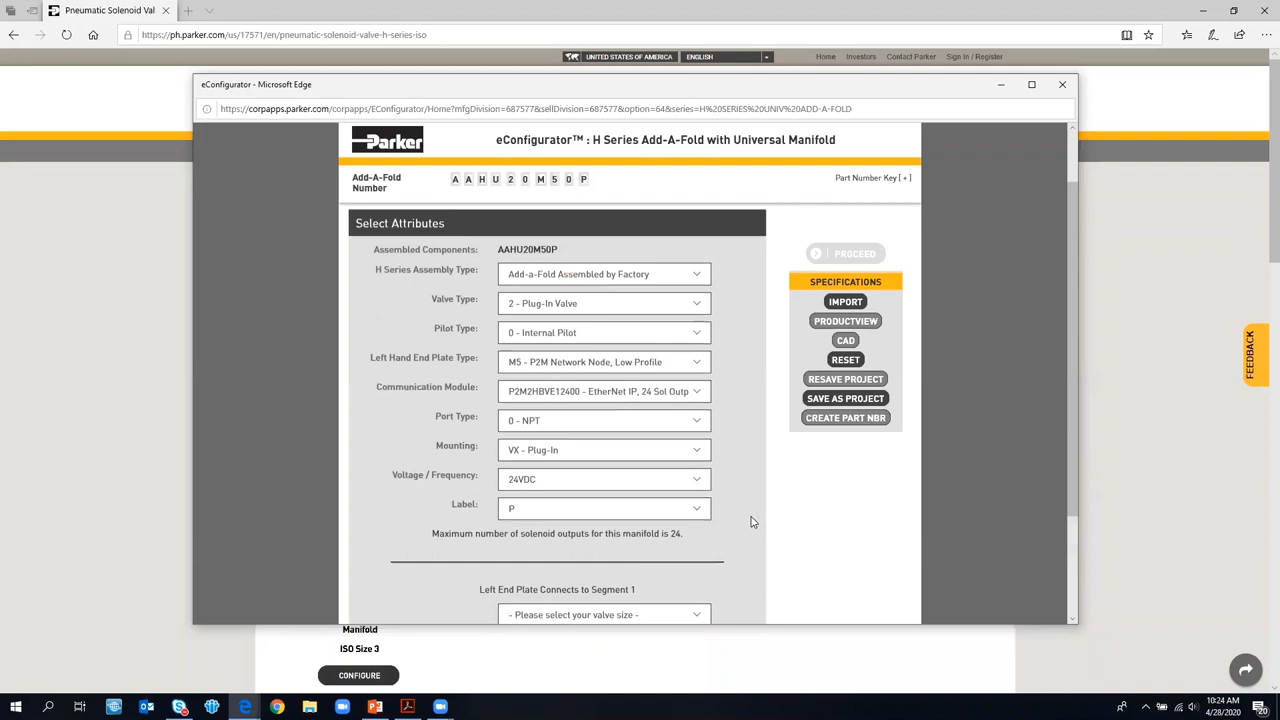 Pneumatic Solenoid Val
https://ph.parker.com/us/17571/en/pneumatic-solenoid-valve-h-series-iso
UNITED STATES OF AMERICA
ENGLISH
Home
Investors
Contact Parker
Sign In / Register
eConfigurator - Microsoft Edge
https://corpapps.parker.com/corpapps/EConfigurator/Home?mfgDivision=687577&sellDivision=687577&option=64&series=H%20SERIES%20UNIV%20ADD-A-FOLD
Parker
eConfigurator™ : H Series Add-A-Fold with Universal Manifold
Add-A-Fold Number
A A H U 2 0 M 5 0 P
Part Number Key [ + ]
Select Attributes
Assembled Components: AAHU20M50P
H Series Assembly Type: Add-a-Fold Assembled by Factory
Valve Type: 2 - Plug-In Valve
Pilot Type: 0 - Internal Pilot
Left Hand End Plate Type: M5 - P2M Network Node, Low Profile
Communication Module: P2M2HBVE12400 - EtherNet IP, 24 Sol Outp
Port Type: 0 - NPT
Mounting: VX - Plug-In
Voltage / Frequency: 24VDC
Label: P
Maximum number of solenoid outputs for this manifold is 24.
Left End Plate Connects to Segment 1
- Please select your valve size -
PROCEED
SPECIFICATIONS
IMPORT
PRODUCTVIEW
CAD
RESET
RESAVE PROJECT
SAVE AS PROJECT
CREATE PART NBR
FEEDBACK
Manifold
ISO Size 3
CONFIGURE
10:24 AM
4/28/2020
20